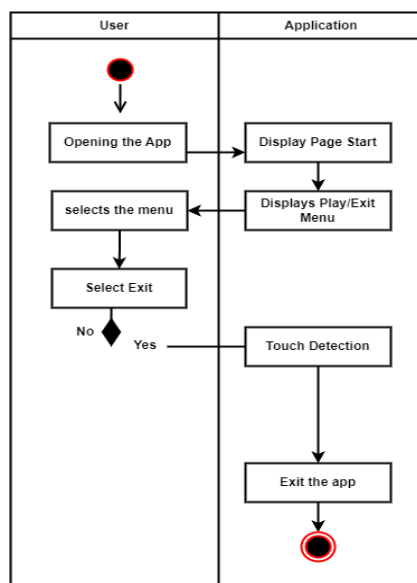 User
Application
Opening the App
Display Page Start
selects the menu
Displays Play/Exit
Menu
Select Exit
No
Yes
Touch Detection
Exit the app